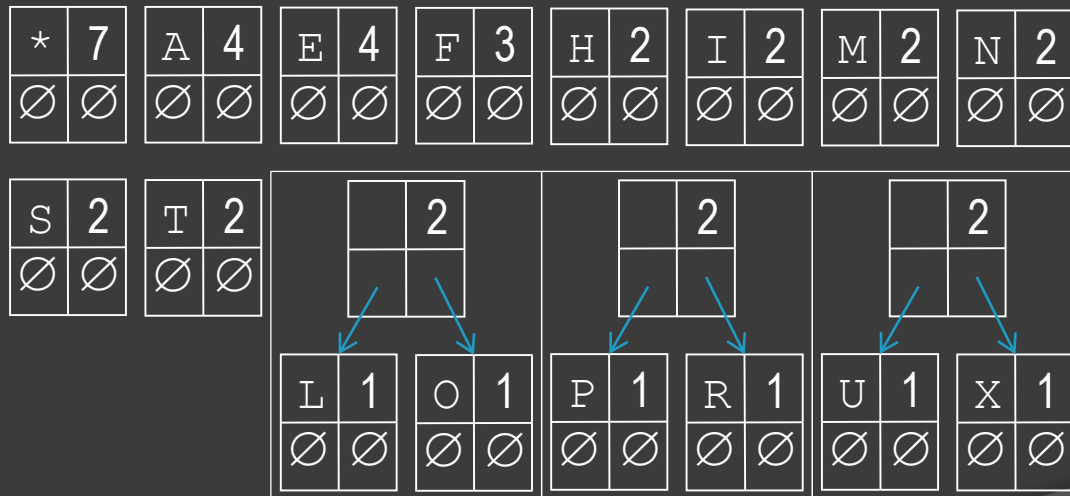 * 7 A 4 E 4 F 3 H 2 I 2 M 2 N 2
∅ ∅ ∅ ∅ ∅ ∅ ∅ ∅ ∅ ∅ ∅ ∅ ∅ ∅ ∅ ∅
S 2 T 2 2 2 2
∅ ∅ ∅ ∅
L 1 O 1 P 1 R 1 U 1 X 1
∅ ∅ ∅ ∅ ∅ ∅ ∅ ∅ ∅ ∅ ∅ ∅